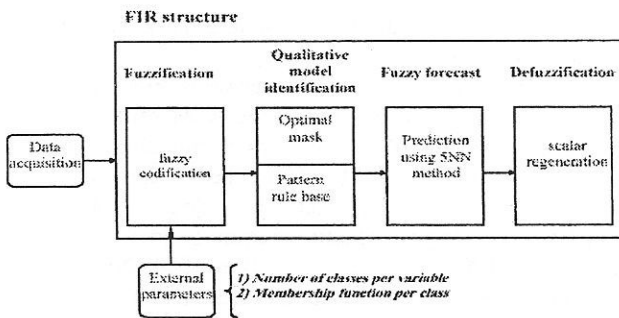 FIR structure
Fuzzification
Qualitative
model
identification
Fuzzy forecast
Defuzzification
Data
acquisition
fuzzy
codification
Optimal
mask
Pattern
rule base
Prediction
using 5NN
method
scalar
regeneration
External
parameters
1) Number of classes per variable
2) Membership function per class